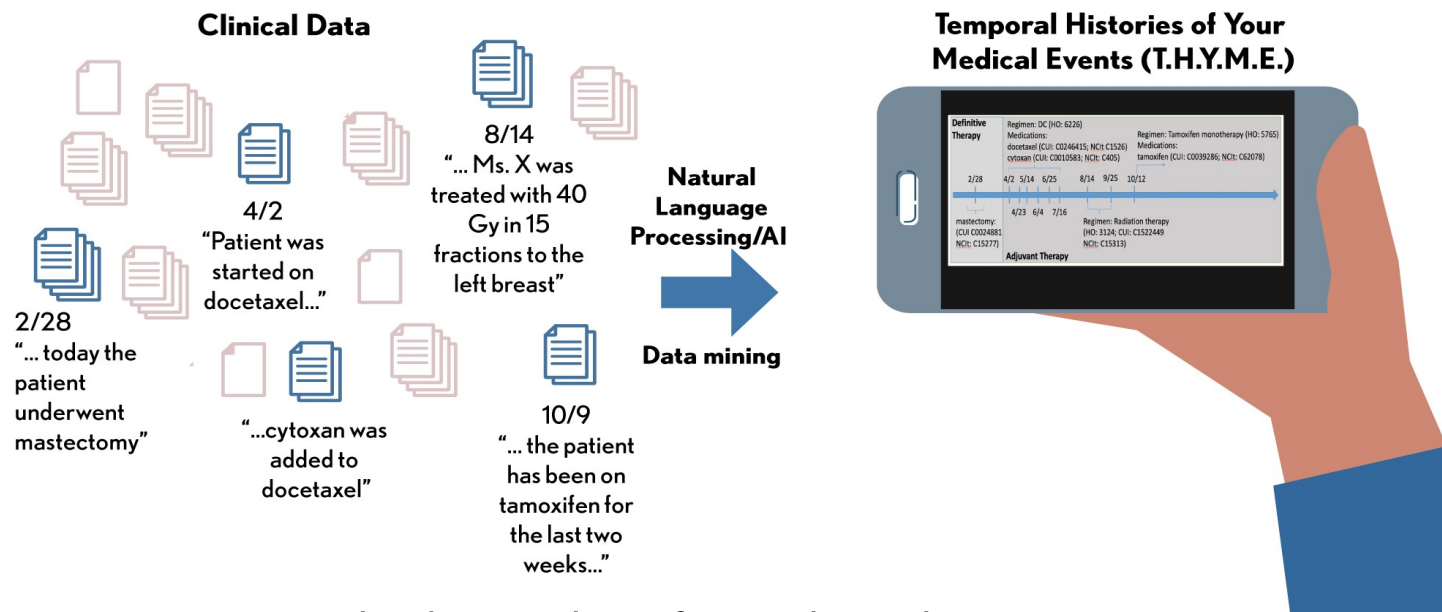 Clinical Data
8/14
“... Ms. X was
treated with 40
Gy in 15
fractions to the
left breast”
4/2
“Patient was
started on
docetaxel...”
2/28
“... today the
patient
underwent
mastectomy”
“...cytoxan was
added to
docetaxel”
10/9
“... the patient
has been on
tamoxifen for
the last two
weeks...”
Natural
Language
Processing/AI
Data mining
Temporal Histories of Your
Medical Events (T.H.Y.M.E.)
Definitive
Therapy
Regimen: DC (HO: 6226)
Medications:
docetaxel (CUI: C0246415; NCIt C1526)
cytoxan (CUI: C0010583; NCIt: C405)
Regimen: Tamoxifen monotherapy (HO: 5765)
Medications:
tamoxifen (CUI: C0039286; NCIt: C62078)
2/28 4/2 5/14 6/25 8/14 9/25 10/12
4/23 6/4 7/16
mastectomy:
(CUI C0024881
NCIt: C15277)
Regimen: Radiation therapy
(HO: 3124; CUI: C1522449
NCIt: C15313)
Adjuvant Therapy